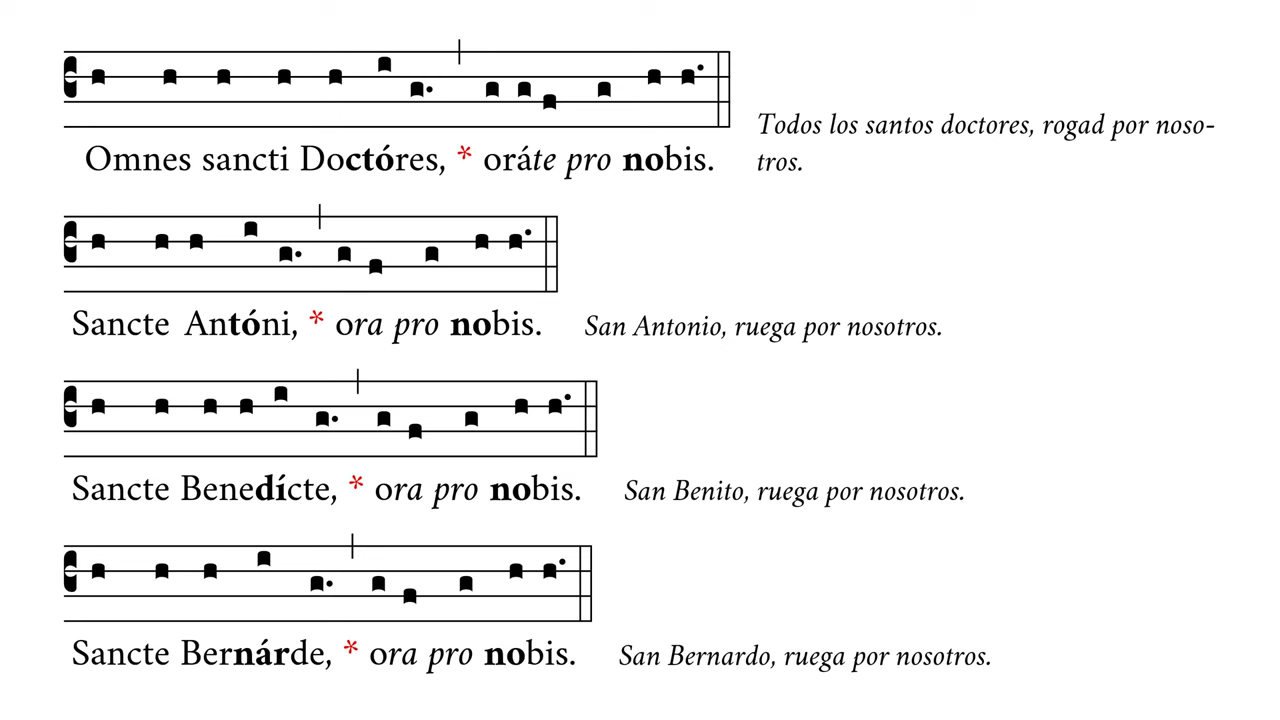 Omnes sancti Doctóres, * oráte pro nobis.
Todos los santos doctores, rogad por noso-
tros.
Sancte Antóni, * ora pro nobis.
San Antonio, ruega por nosotros.
Sancte Benedícte, * ora pro nobis.
San Benito, ruega por nosotros.
Sancte Bernárde, * ora pro nobis.
San Bernardo, ruega por nosotros.